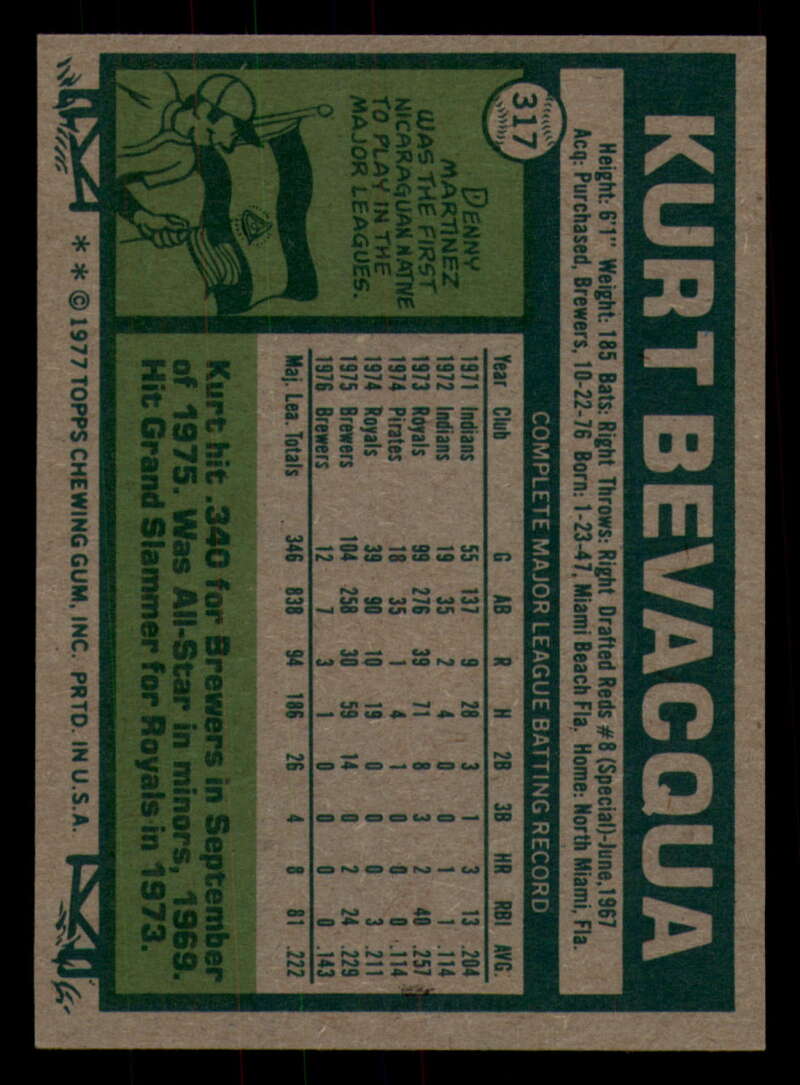 317
KURT BEVACQUA
Height: 6'1" Weight: 185 Bats: Right Throws: Right Drafted Reds #8 (Special)-June, 1967
Acq: Purchased, Brewers, 10-22-76 Born: 1-23-47, Miami Beach Fla. Home: North Miami, Fla.
COMPLETE MAJOR LEAGUE BATTING RECORD
Year Club G AB R H 2B 3B HR RBI AVG.
1971 Indians 55 137 9 28 3 1 3 13 .204
1972 Indians 19 35 2 4 0 0 1 1 .114
1973 Royals 99 276 39 71 8 3 2 40 .257
1974 Pirates 18 35 1 4 1 0 0 0 .114
1974 Royals 39 90 10 19 0 0 0 3 .211
1975 Brewers 104 258 30 59 14 0 2 24 .229
1976 Brewers 12 7 3 1 0 0 0 0 .143
Maj. Lea. Totals 346 838 94 186 26 4 8 81 .222
DENNY
MARTINEZ
WAS THE FIRST
NICARAGUAN NATIVE
TO PLAY IN THE
MAJOR LEAGUES.
Kurt hit .340 for Brewers in September
of 1975. Was All-Star in minors, 1969.
Hit Grand Slammer for Royals in 1973.
* * © 1977 TOPPS CHEWING GUM, INC. PRTD. IN U.S.A.